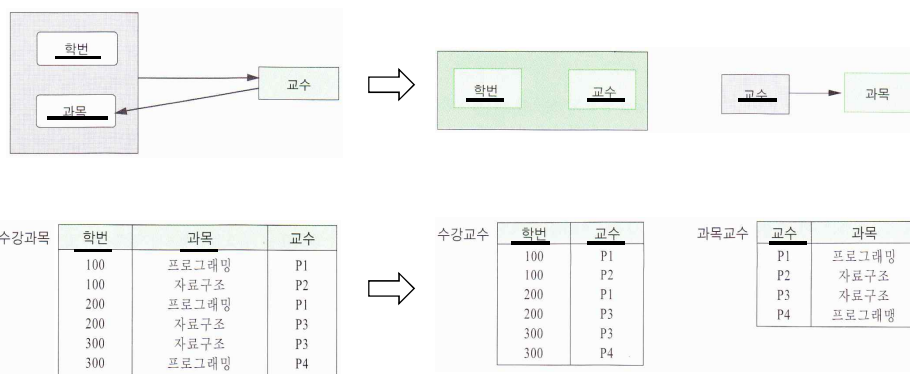 학번
과목
교수
학번
교수
교수
과목
수강과목
학번 과목 교수
100 프로그래밍 P1
100 자료구조 P2
200 프로그래밍 P1
200 자료구조 P3
300 자료구조 P3
300 프로그래밍 P4
수강교수
학번 교수
100 P1
100 P2
200 P1
200 P3
300 P3
300 P4
과목교수
교수 과목
P1 프로그래밍
P2 자료구조
P3 자료구조
P4 프로그래맹